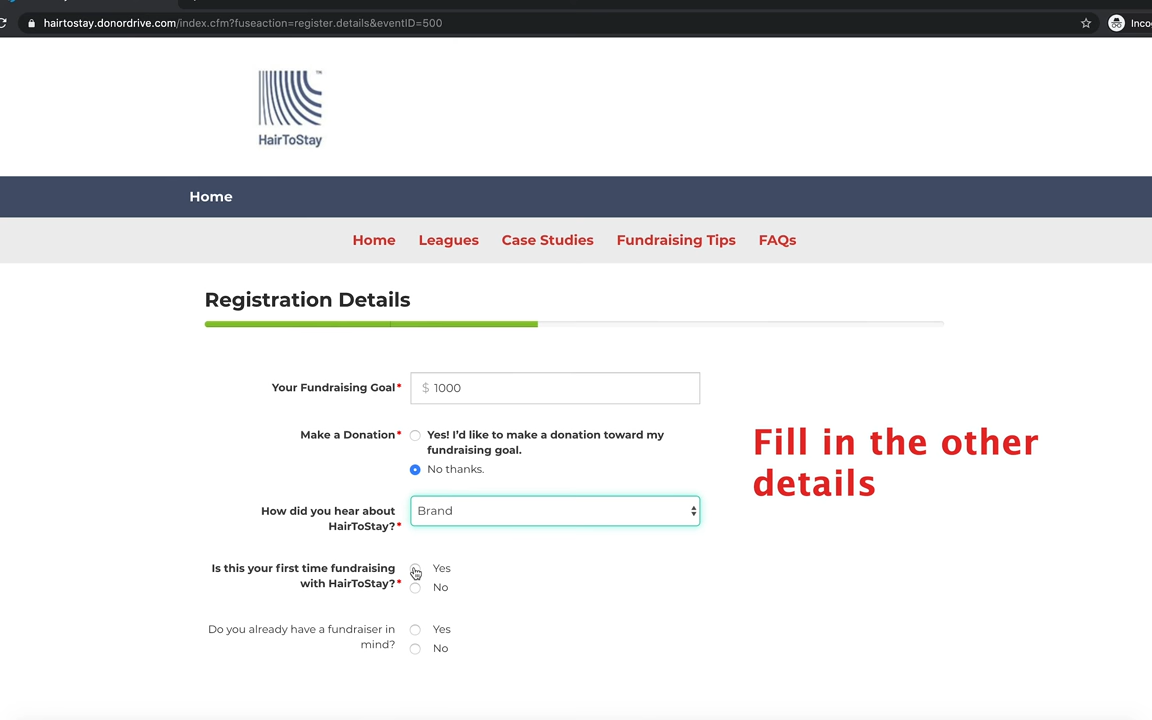 hairtostay.donordrive.com/index.cfm?fuseaction=register.details&eventID=500
HairToStay
Home
Home Leagues Case Studies Fundraising Tips FAQs
Registration Details
Your Fundraising Goal* $ 1000
Make a Donation* Yes! I'd like to make a donation toward my
fundraising goal.
No thanks.
Fill in the other
details
How did you hear about
HairToStay?*
Brand
Is this your first time fundraising
with HairToStay?*
Yes
No
Do you already have a fundraiser in
mind?
Yes
No